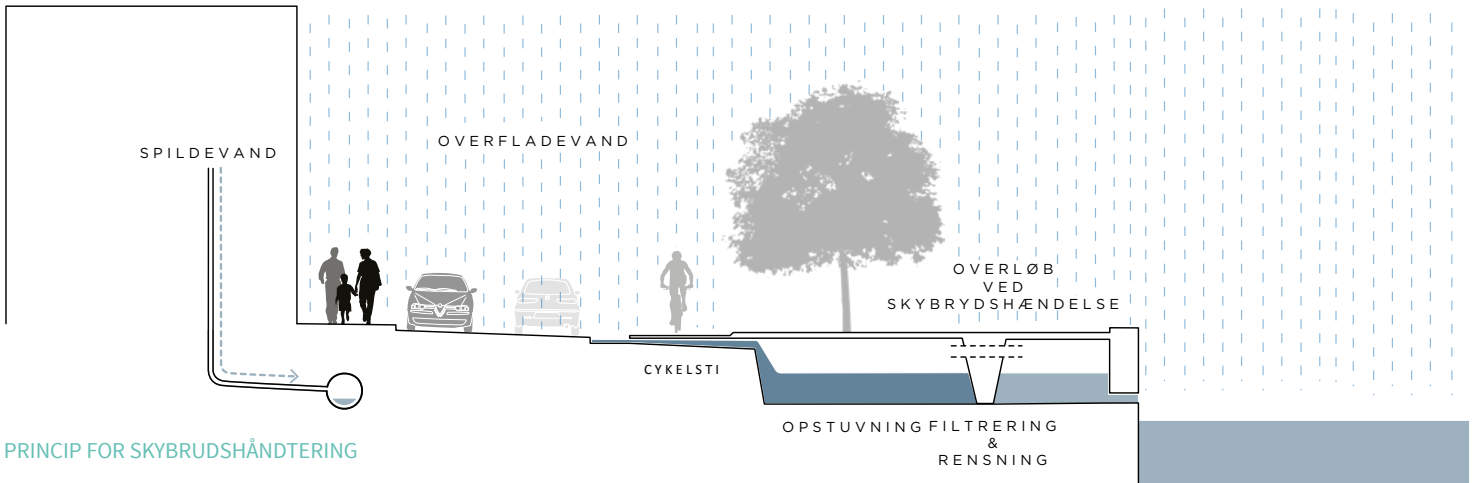 SPILDEVAND
OVERFLADEVAND
OVERLØB
VED
SKYBRYDSHÆNDELSE
CYKELSTI
OPSTUVNING
FILTRERING
&
RENSNING
PRINCIP FOR SKYBRUDSHÅNDTERING